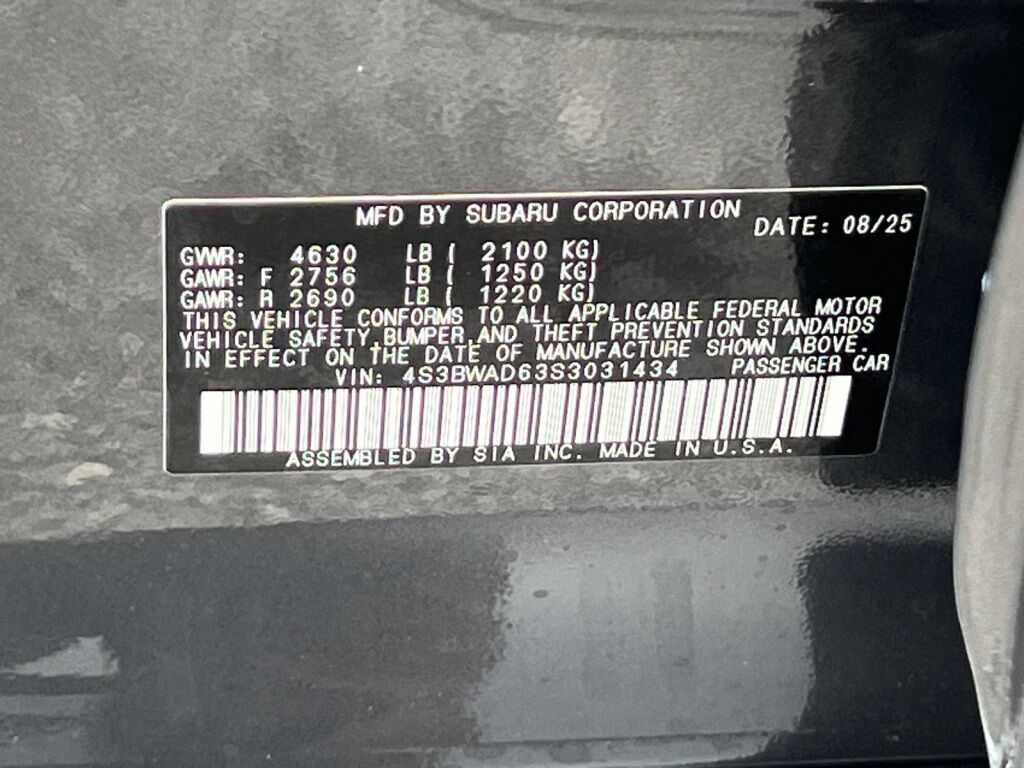 MFD BY SUBARU CORPORATION
DATE: 08/25
GVWR: 4630 LB ( 2100 KG)
GAWR: F 2756 LB ( 1250 KG)
GAWR: R 2690 LB ( 1220 KG)
THIS VEHICLE CONFORMS TO ALL APPLICABLE FEDERAL MOTOR
VEHICLE SAFETY,BUMPER,AND THEFT PREVENTION STANDARDS
IN EFFECT ON THE DATE OF MANUFACTURE SHOWN ABOVE.
VIN: 4S3BWAD63S3031434 PASSENGER CAR
ASSEMBLED BY SIA INC. MADE IN U.S.A.